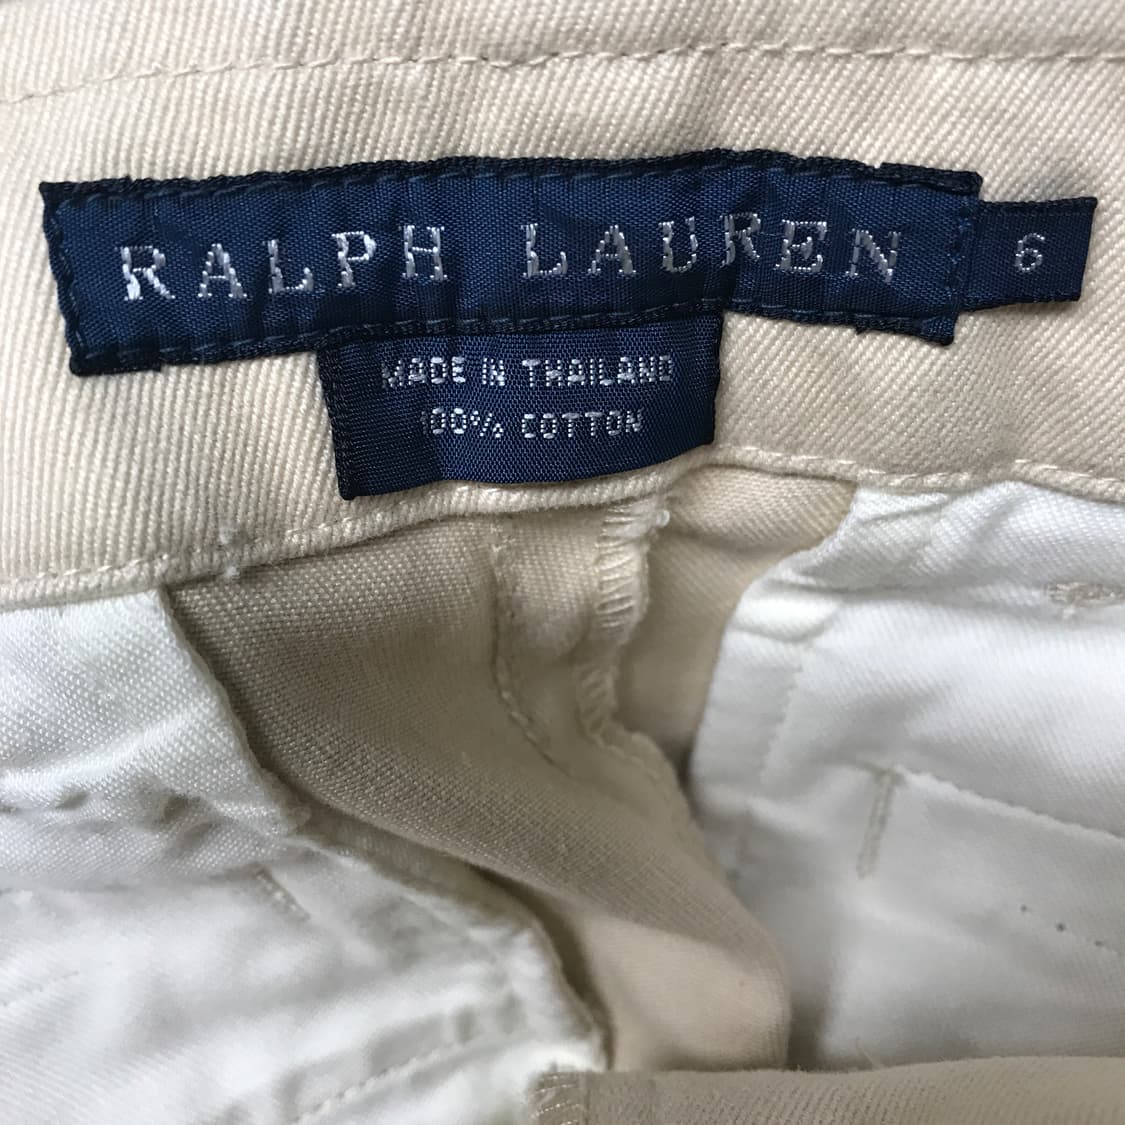 RALPH LAUREN 6
MADE IN THAILAND
100% COTTON